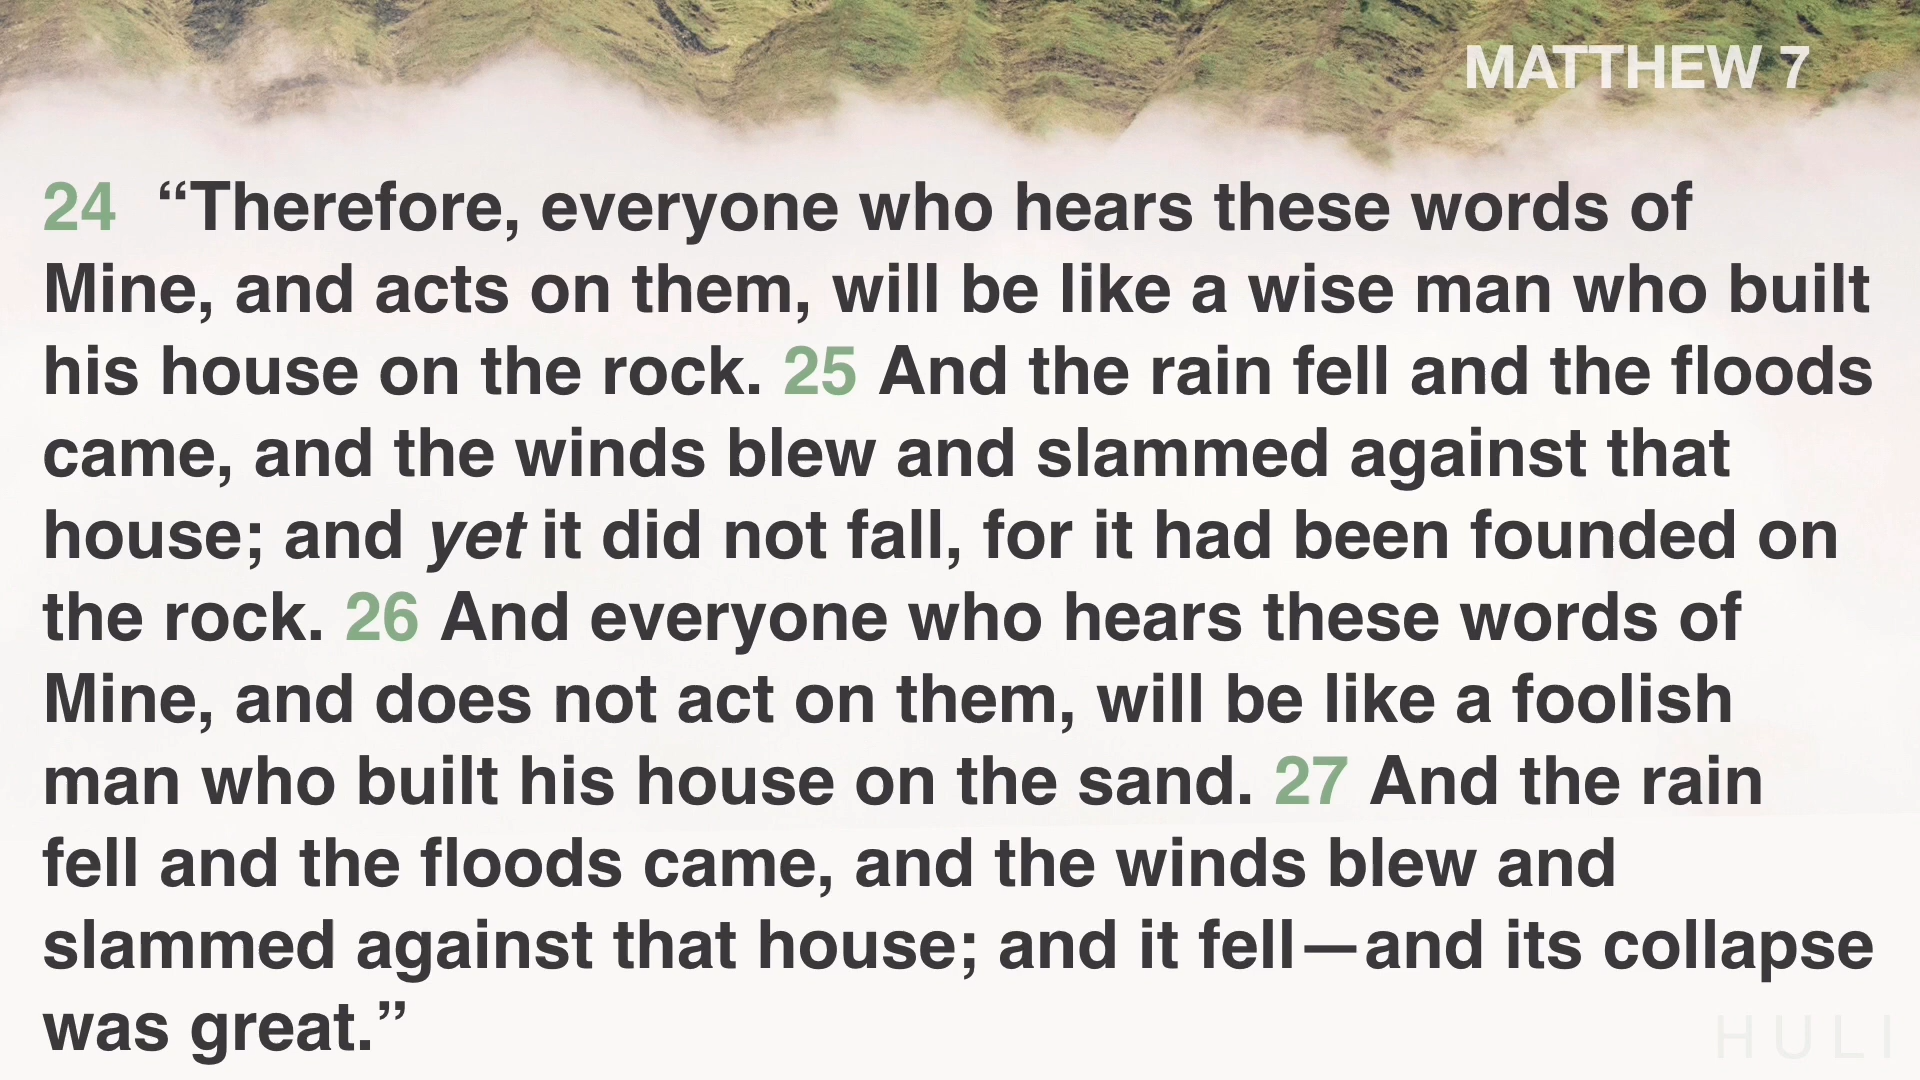 MATTHEW 7
24 “Therefore, everyone who hears these words of
Mine, and acts on them, will be like a wise man who built
his house on the rock. 25 And the rain fell and the floods
came, and the winds blew and slammed against that
house; and yet it did not fall, for it had been founded on
the rock. 26 And everyone who hears these words of
Mine, and does not act on them, will be like a foolish
man who built his house on the sand. 27 And the rain
fell and the floods came, and the winds blew and
slammed against that house; and it fell—and its collapse
was great.”
HULI